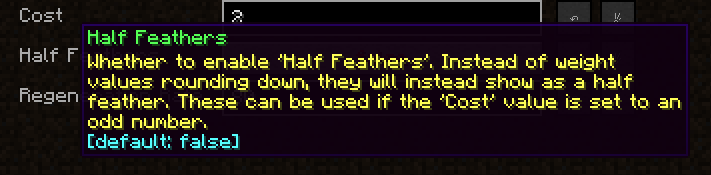 Cost
2
Half Feathers
Half F
Whether to enable 'Half Feathers'. Instead of weight
values rounding down, they will instead show as a half
feather. These can be used if the 'Cost' value is set to an
Regen
odd number.
[default: false]